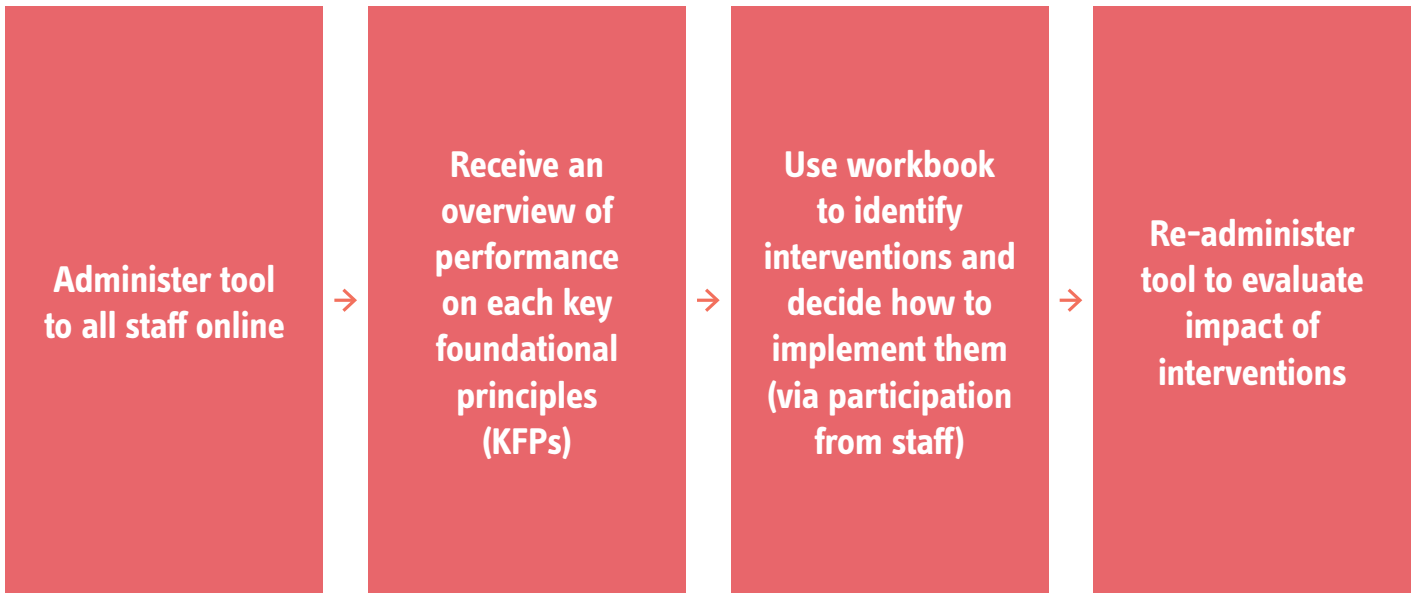 Administer tool
to all staff online
Receive an
overview of
performance
on each key
foundational
principles
(KFPs)
Use workbook
to identify
interventions and
decide how to
implement them
(via participation
from staff)
Re-administer
tool to evaluate
impact of
interventions